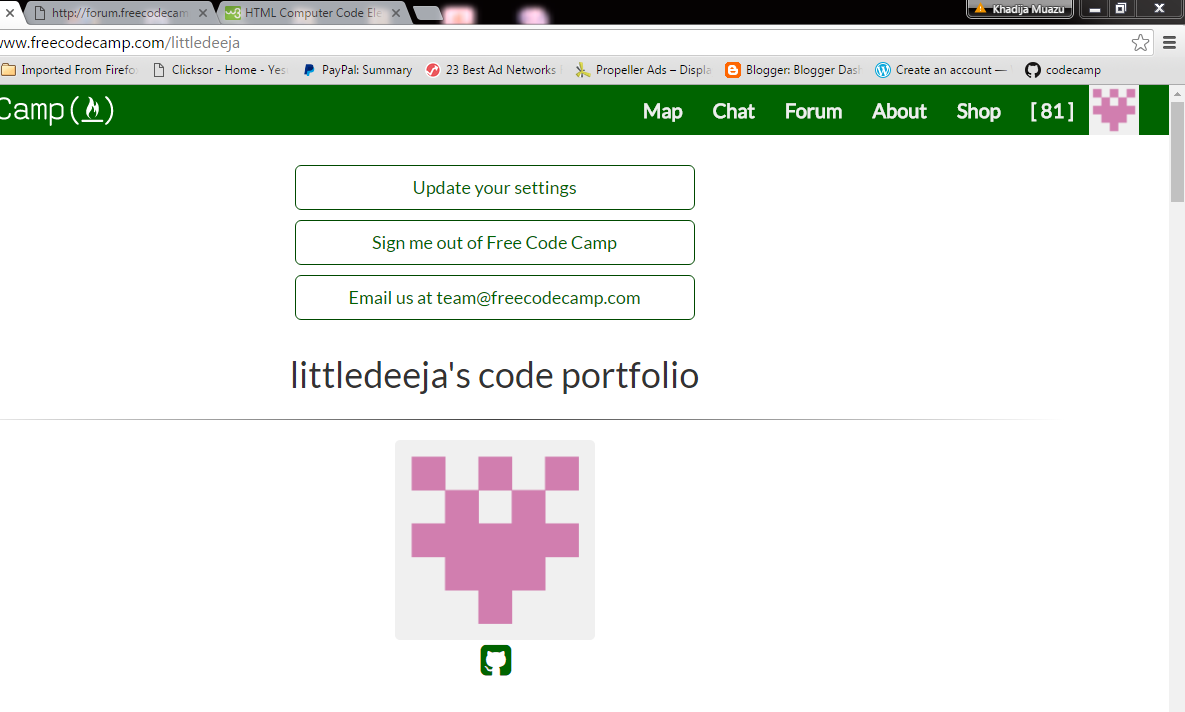 http://forum.freecodecam
HTML Computer Code Ele
Khadija Muazu
www.freecodecamp.com/littledeeja
Imported From Firefo
Clicksor - Home - Yes
PayPal: Summary
23 Best Ad Networks
Propeller Ads – Displa
Blogger: Blogger Dash
Create an account —
codecamp
Camp
Map
Chat
Forum
About
Shop
[ 81 ]
Update your settings
Sign me out of Free Code Camp
Email us at team@freecodecamp.com
littledeeja's code portfolio